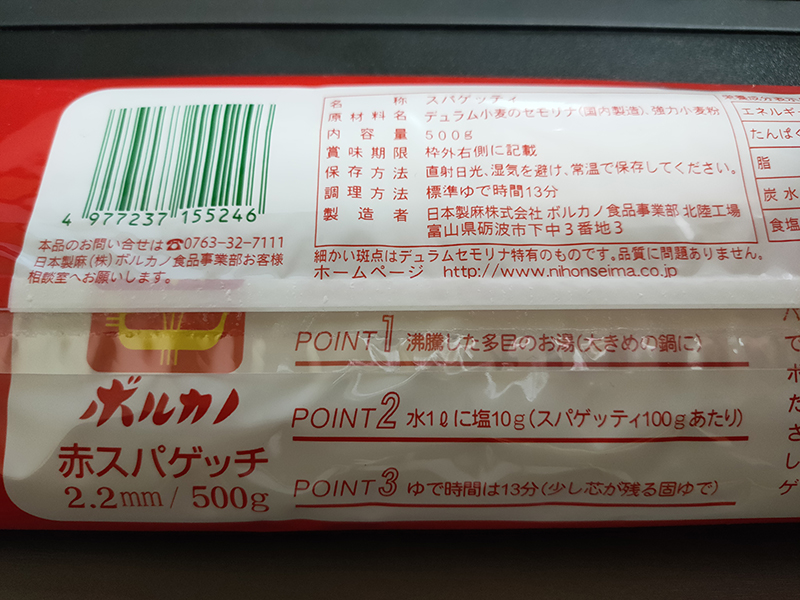 4 977237 155246
本品のお問い合せは☎0763-32-7111
日本製麻(株)ボルカノ食品事業部お客様
相談室へお願いします。
名称 スパゲッティ
原材料名 デュラム小麦のセモリナ(国内製造)、強力小麦粉
内容量 500g
賞味期限 枠外右側に記載
保存方法 直射日光、湿気を避け、常温で保存してください。
調理方法 標準ゆで時間13分
製造者 日本製麻株式会社 ボルカノ食品事業部 北陸工場
富山県砺波市下中3番地3
細かい斑点はデュラムセモリナ特有のものです。品質に問題ありません。
ホームページ http://www.nihonseima.co.jp
エネルギ
たんぱく
脂
炭水
食塩
ボルカノ
赤スパゲッチ
2.2mm/500g
POINT1 沸騰した多目のお湯(大きめの鍋に)
POINT2 水1ℓに塩10g(スパゲッティ100gあたり)
POINT3 ゆで時間は13分(少し芯が残る固ゆで)